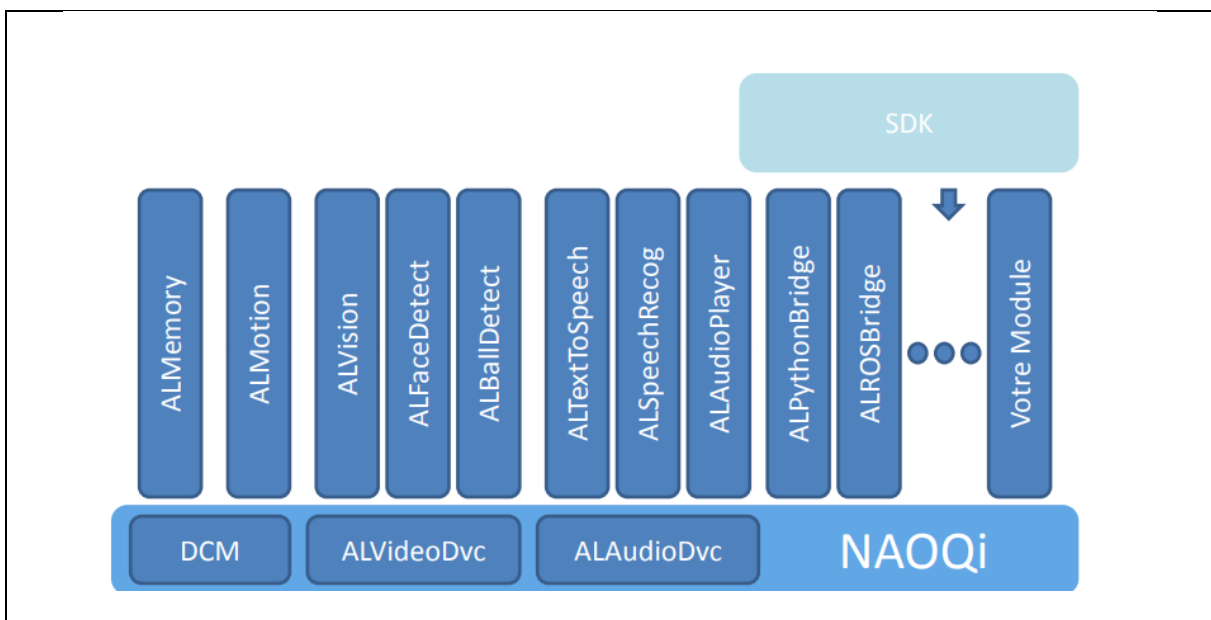 SDK
ALMemory
ALMotion
ALVision
ALFaceDetect
ALBallDetect
ALTextToSpeech
ALSpeechRecog
ALAudioPlayer
ALPythonBridge
ALROSBridge
Votre Module
DCM
ALVideoDvc
ALAudioDvc
NAOQi